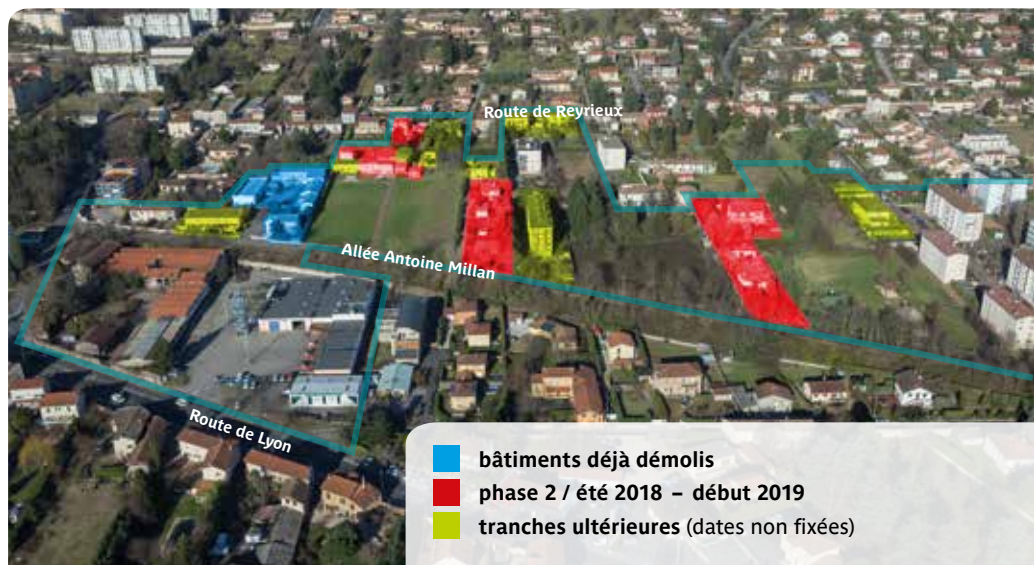 Route de Reyrieux
Allée Antoine Millan
Route de Lyon
bâtiments déjà démolis
phase 2 / été 2018 – début 2019
tranches ultérieures (dates non fixées)